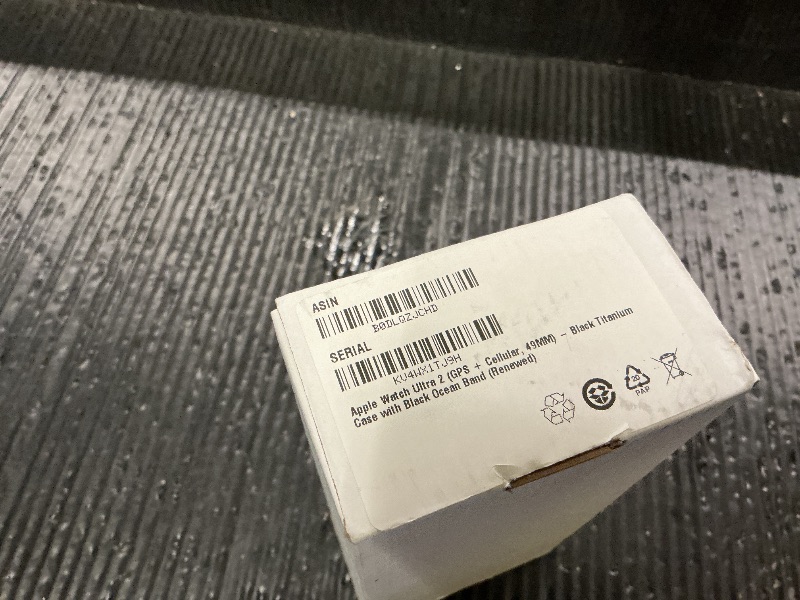 ASIN
B0DLQZJCHD
SERIAL
KV4WX1TJ9H
Apple Watch Ultra 2 (GPS + Cellular, 49MM) – Black Titanium
Case with Black Ocean Band (Renewed)
20
PAP